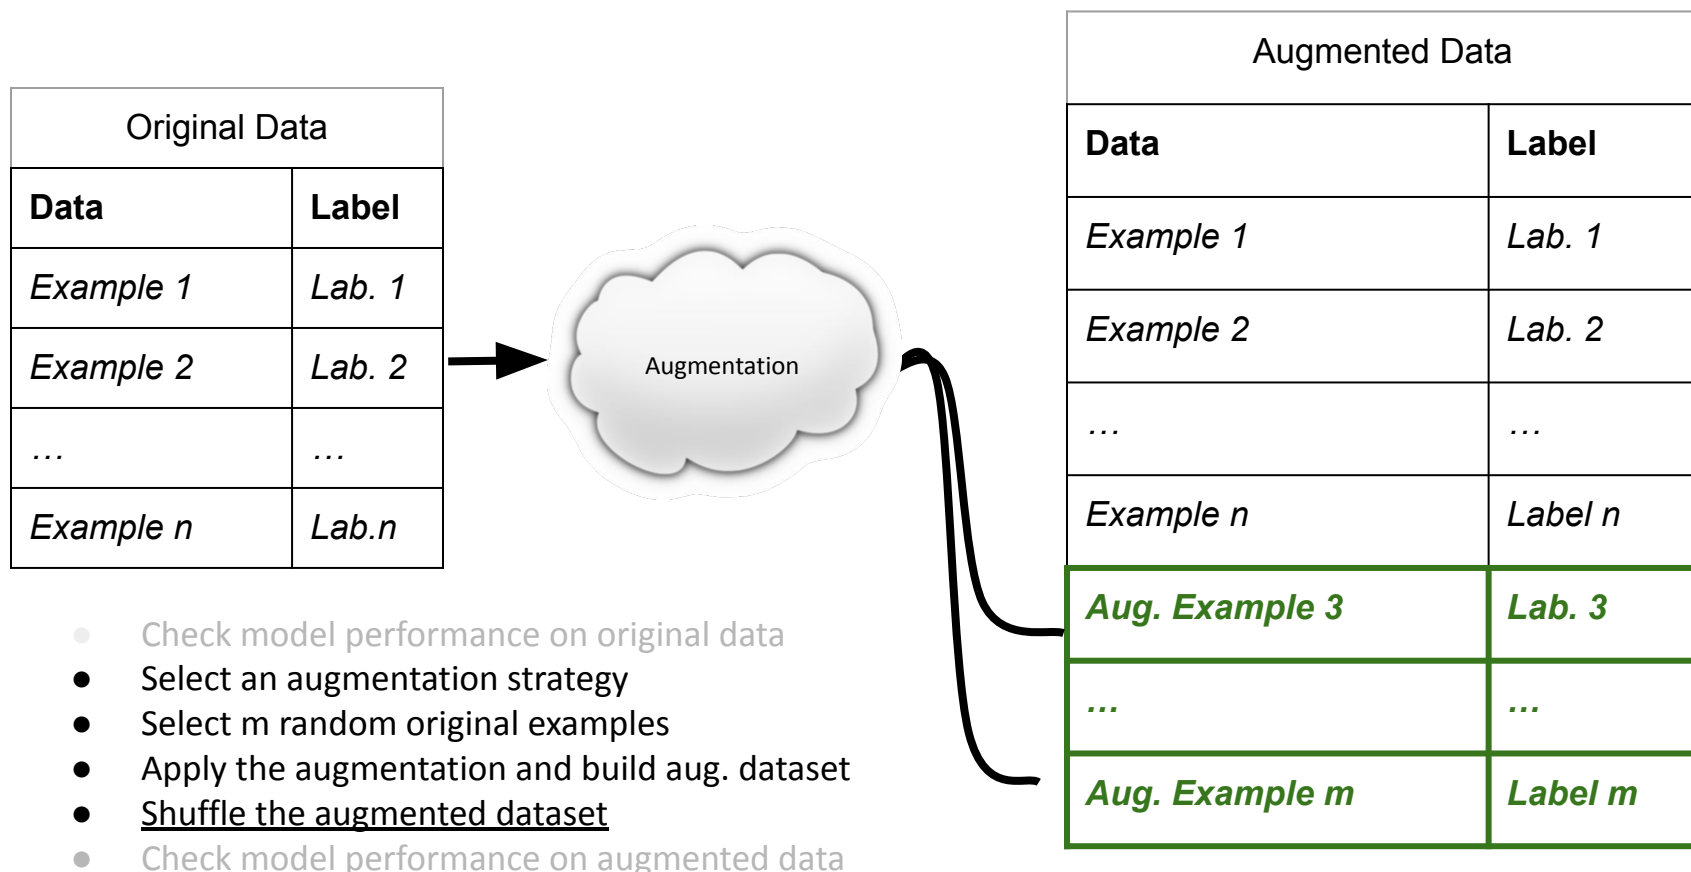 Original Data
Data Label
Example 1 Lab. 1
Example 2 Lab. 2
… …
Example n Lab.n
Augmentation
Augmented Data
Data Label
Example 1 Lab. 1
Example 2 Lab. 2
… …
Example n Label n
Aug. Example 3 Lab. 3
… …
Aug. Example m Label m
● Check model performance on original data
● Select an augmentation strategy
● Select m random original examples
● Apply the augmentation and build aug. dataset
● Shuffle the augmented dataset
● Check model performance on augmented data